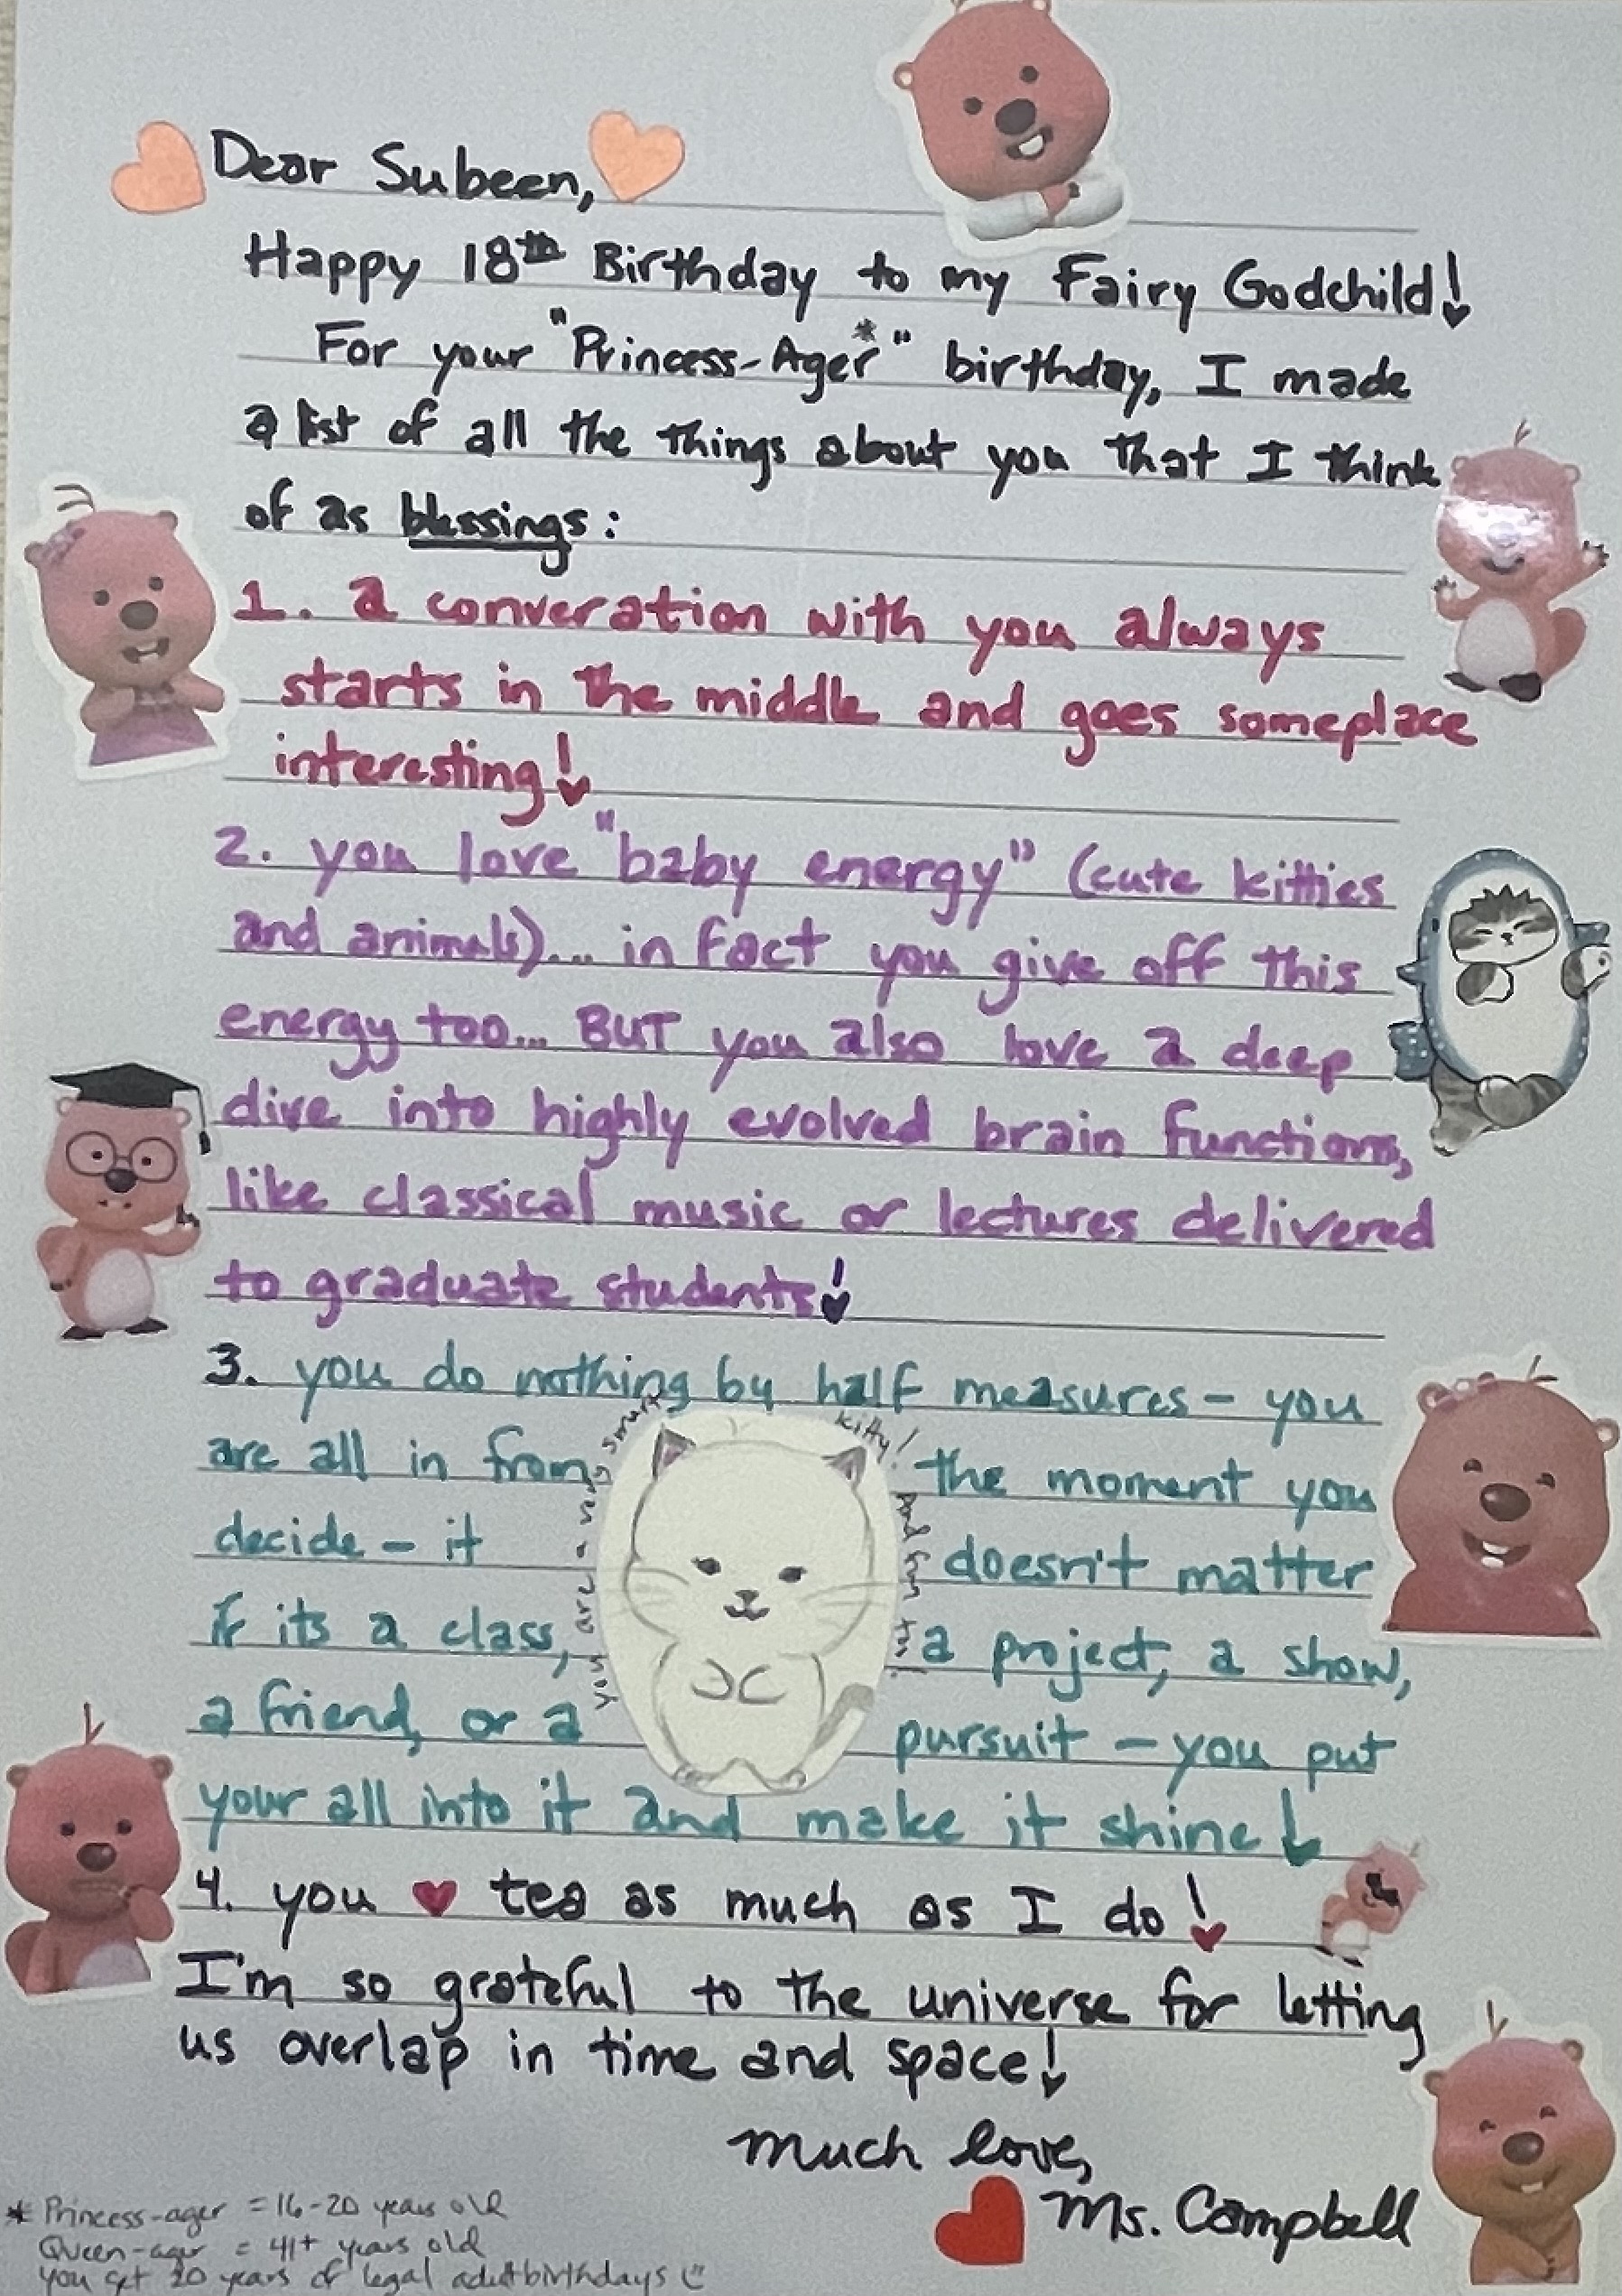 Dear Subeen,
Happy 18th Birthday to my Fairy Godchild!
For your "Princess-Ager*" birthday, I made
a list of all the things about you that I think
of as blessings:
1. a converation with you always
starts in the middle and goes someplace
interesting!
2. you love "baby energy" (cute kitties
and animals)... in fact you give off this
energy too... BUT you also love a deep
dive into highly evolved brain functions,
like classical music or lectures delivered
to graduate students!
3. you do nothing by half measures – you
are all in from the moment you
decide – it doesn't matter
if its a class, a project, a show,
a friend, or a pursuit – you put
your all into it and make it shine!
you are a very smart kitty!
And fun too!
4. you ♥ tea as much as I do!
I'm so grateful to the universe for letting
us overlap in time and space!
much love,
Ms. Campbell
* Princess-ager = 16-20 years old
Queen-ager = 41+ years old
you get 20 years of legal adult birthdays